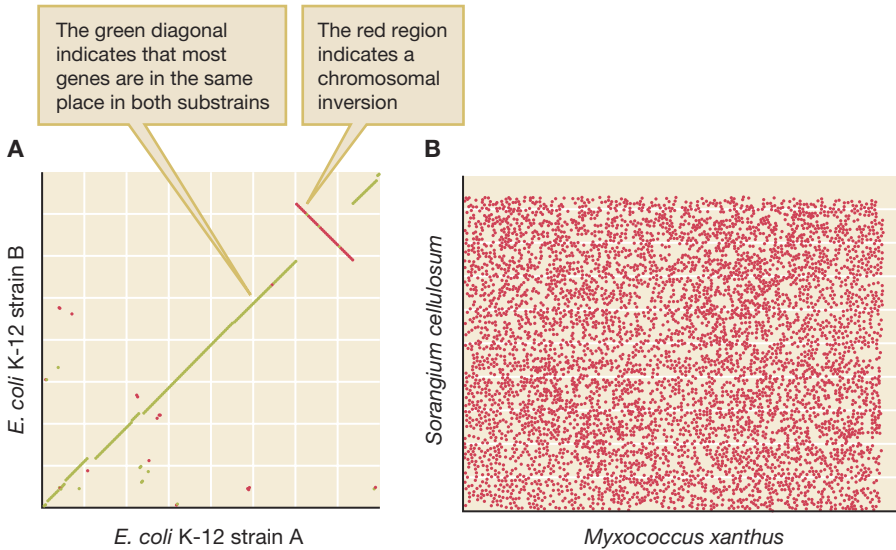 The green diagonal
indicates that most
genes are in the same
place in both substrains
The red region
indicates a
chromosomal
inversion
A
B
E. coli K-12 strain B
E. coli K-12 strain A
Sorangium cellulosum
Myxococcus xanthus